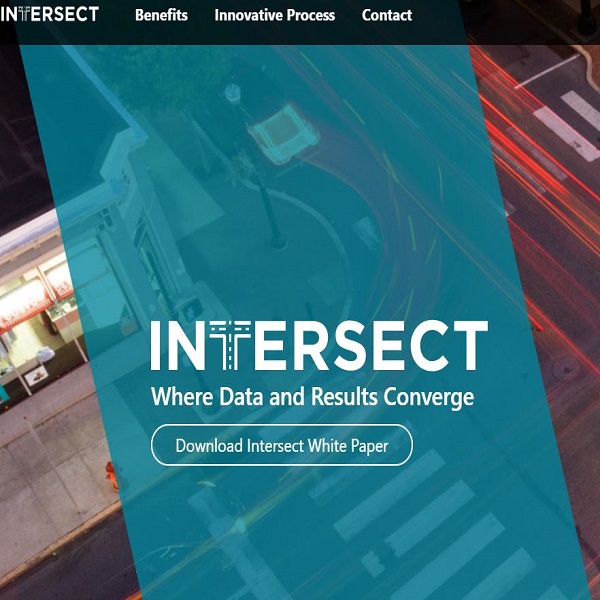 INTERSECT
Benefits Innovative Process Contact
INTERSECT
Where Data and Results Converge
Download Intersect White Paper